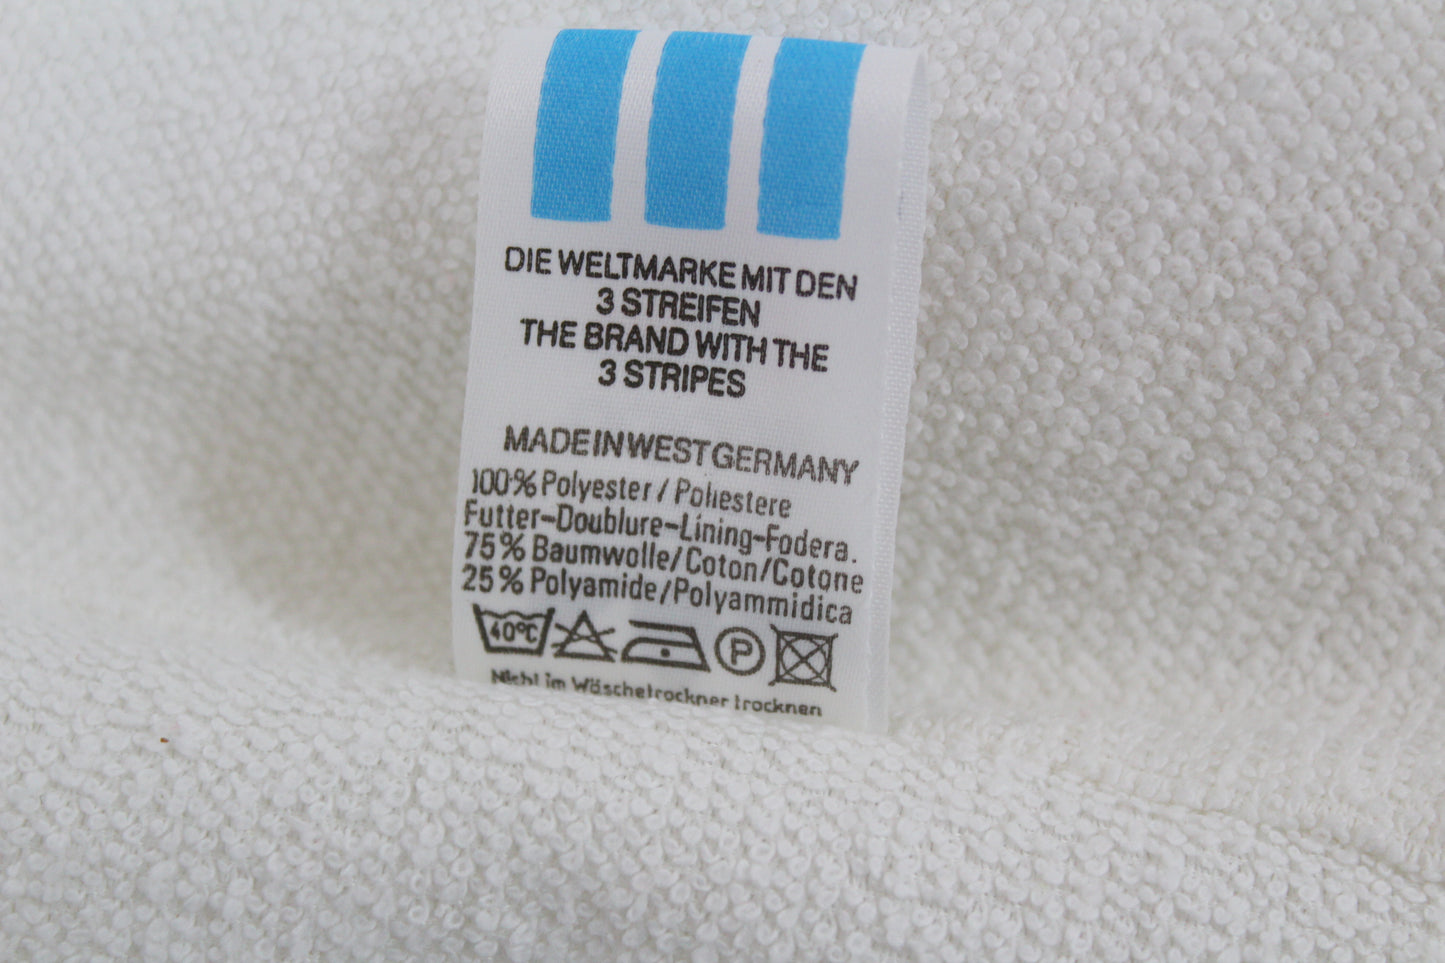 DIE WELTMARKE MIT DEN
3 STREIFEN
THE BRAND WITH THE
3 STRIPES
MADE IN WEST GERMANY
100% Polyester / Poliestere
Futter-Doublure-Lining-Fodera.
75% Baumwolle/Coton/Cotone
25% Polyamide/Polyammidica
40°C P
Nicht im Wäschetrockner trocknen